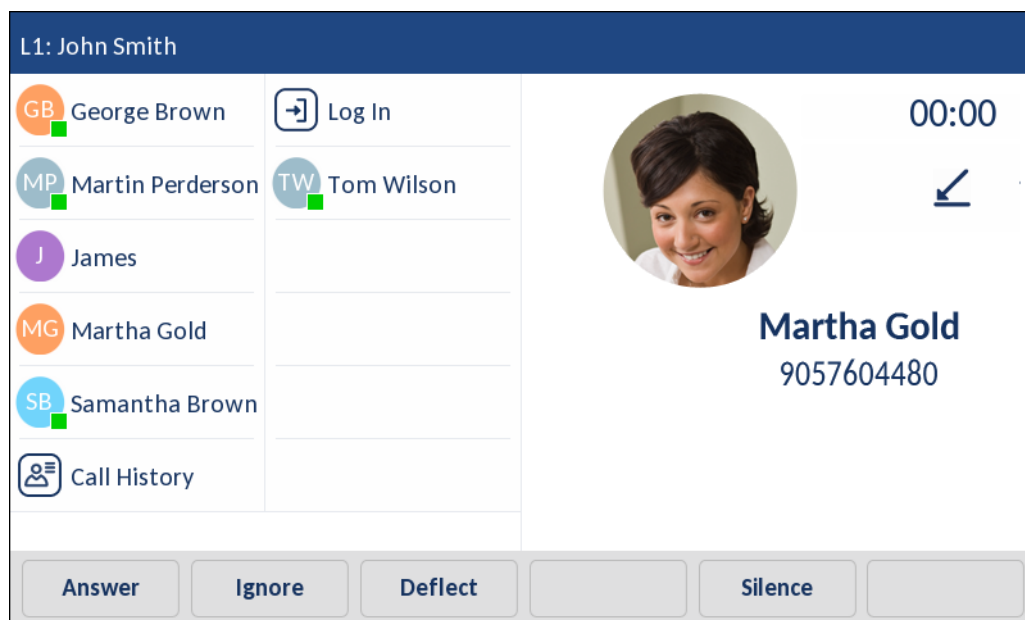 L1: John Smith
GB George Brown
Log In
MP Martin Perderson
TW Tom Wilson
J James
MG Martha Gold
SB Samantha Brown
Call History
00:00
Martha Gold
9057604480
Answer Ignore Deflect Silence